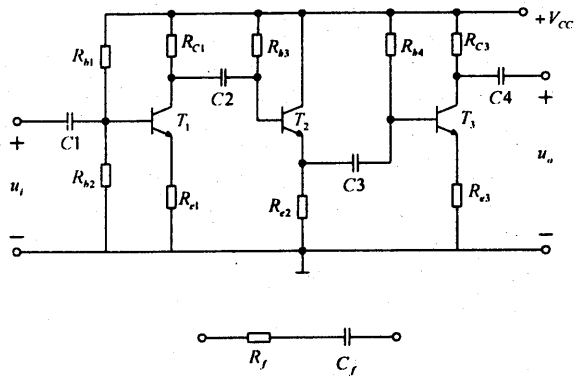 +V_CC
R_b1
R_C1
R_b3
R_b4
R_C3
C2
C4
C1
T_1
T_2
T_3
+
+
u_i
R_b2
R_e1
R_e2
C3
R_e3
u_o
−
−
R_f
C_f